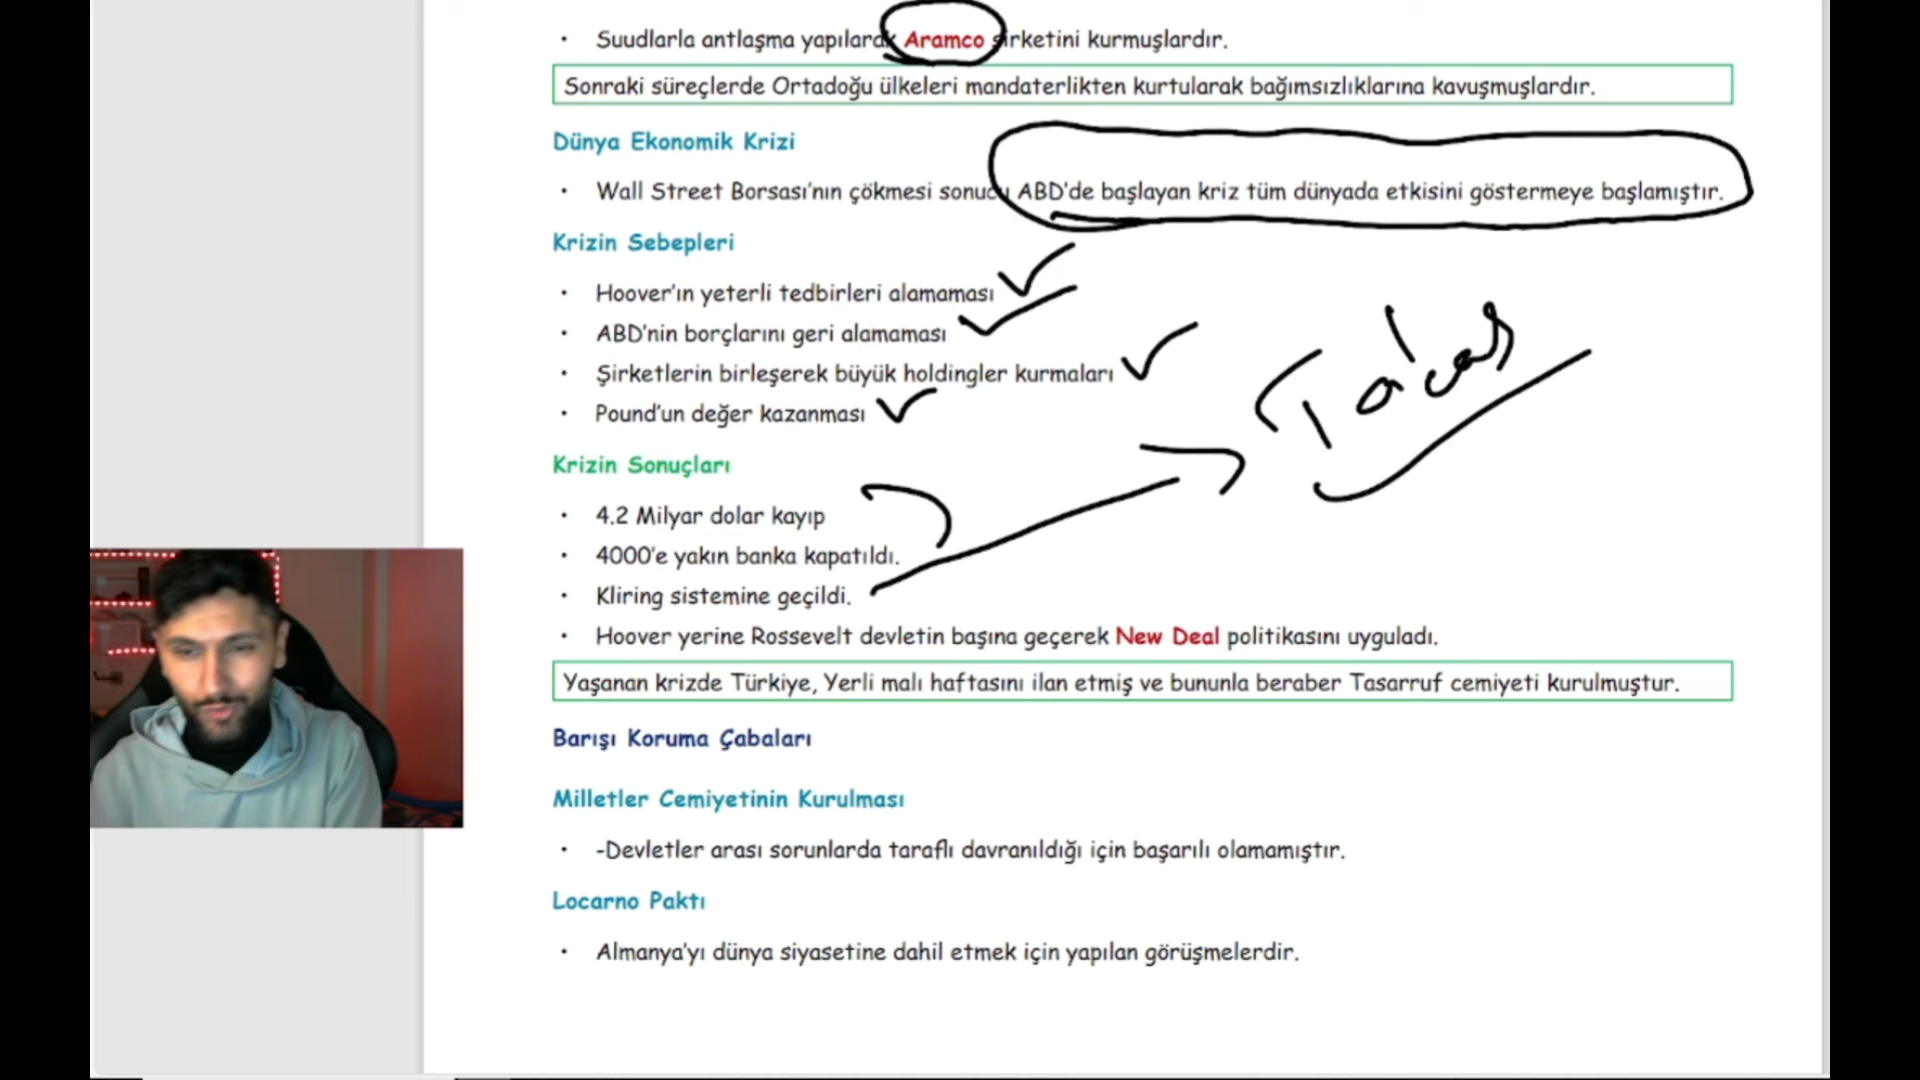 • Suudlarla antlaşma yapılarak Aramco şirketini kurmuşlardır.
Sonraki süreçlerde Ortadoğu ülkeleri mandaterlikten kurtularak bağımsızlıklarına kavuşmuşlardır.
Dünya Ekonomik Krizi
• Wall Street Borsası'nın çökmesi sonucu ABD'de başlayan kriz tüm dünyada etkisini göstermeye başlamıştır.
Krizin Sebepleri
• Hoover'ın yeterli tedbirleri alamaması
• ABD'nin borçlarını geri alamaması
• Şirketlerin birleşerek büyük holdingler kurmaları
• Pound'un değer kazanması
Takas
Krizin Sonuçları
• 4.2 Milyar dolar kayıp
• 4000'e yakın banka kapatıldı.
• Kliring sistemine geçildi.
• Hoover yerine Rossevelt devletin başına geçerek New Deal politikasını uyguladı.
Yaşanan krizde Türkiye, Yerli malı haftasını ilan etmiş ve bununla beraber Tasarruf cemiyeti kurulmuştur.
Barışı Koruma Çabaları
Milletler Cemiyetinin Kurulması
• -Devletler arası sorunlarda taraflı davranıldığı için başarılı olamamıştır.
Locarno Paktı
• Almanya'yı dünya siyasetine dahil etmek için yapılan görüşmelerdir.